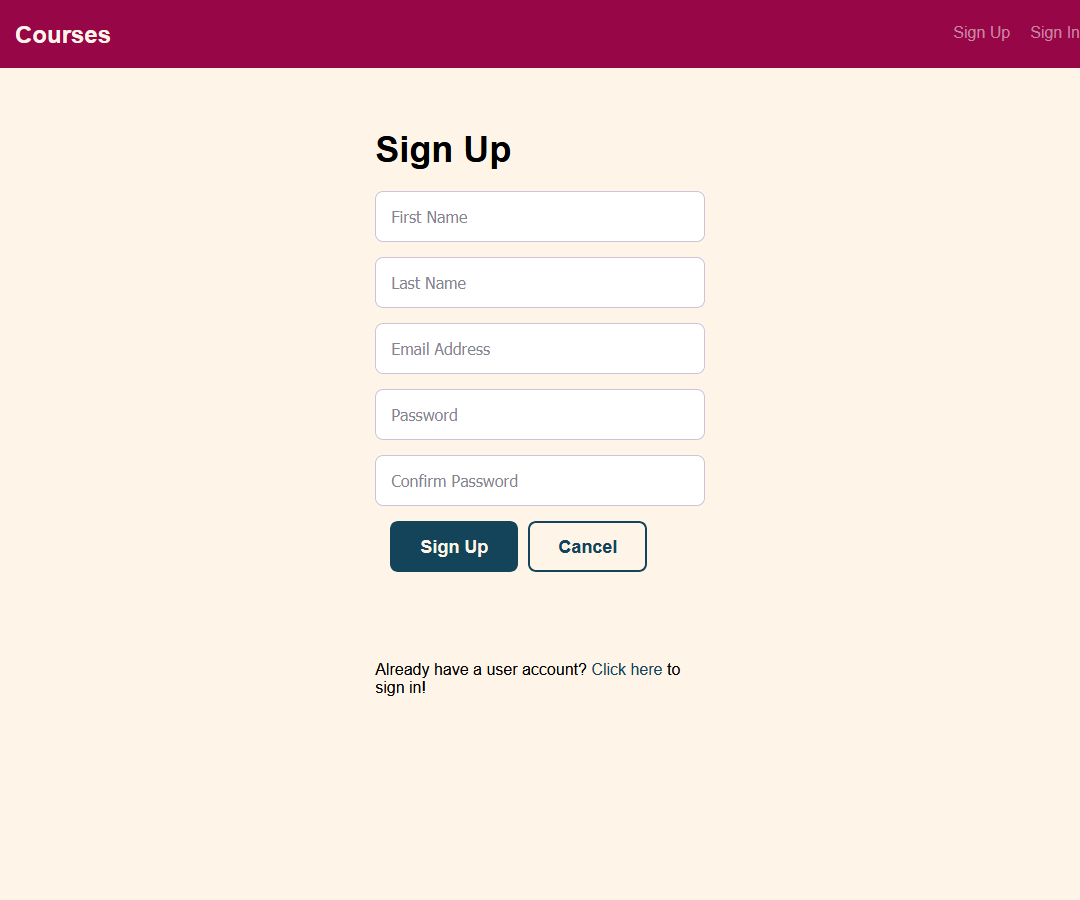 Courses
Sign Up
Sign In
Sign Up
First Name
Last Name
Email Address
Password
Confirm Password
Sign Up
Cancel
Already have a user account? Click here to
sign in!